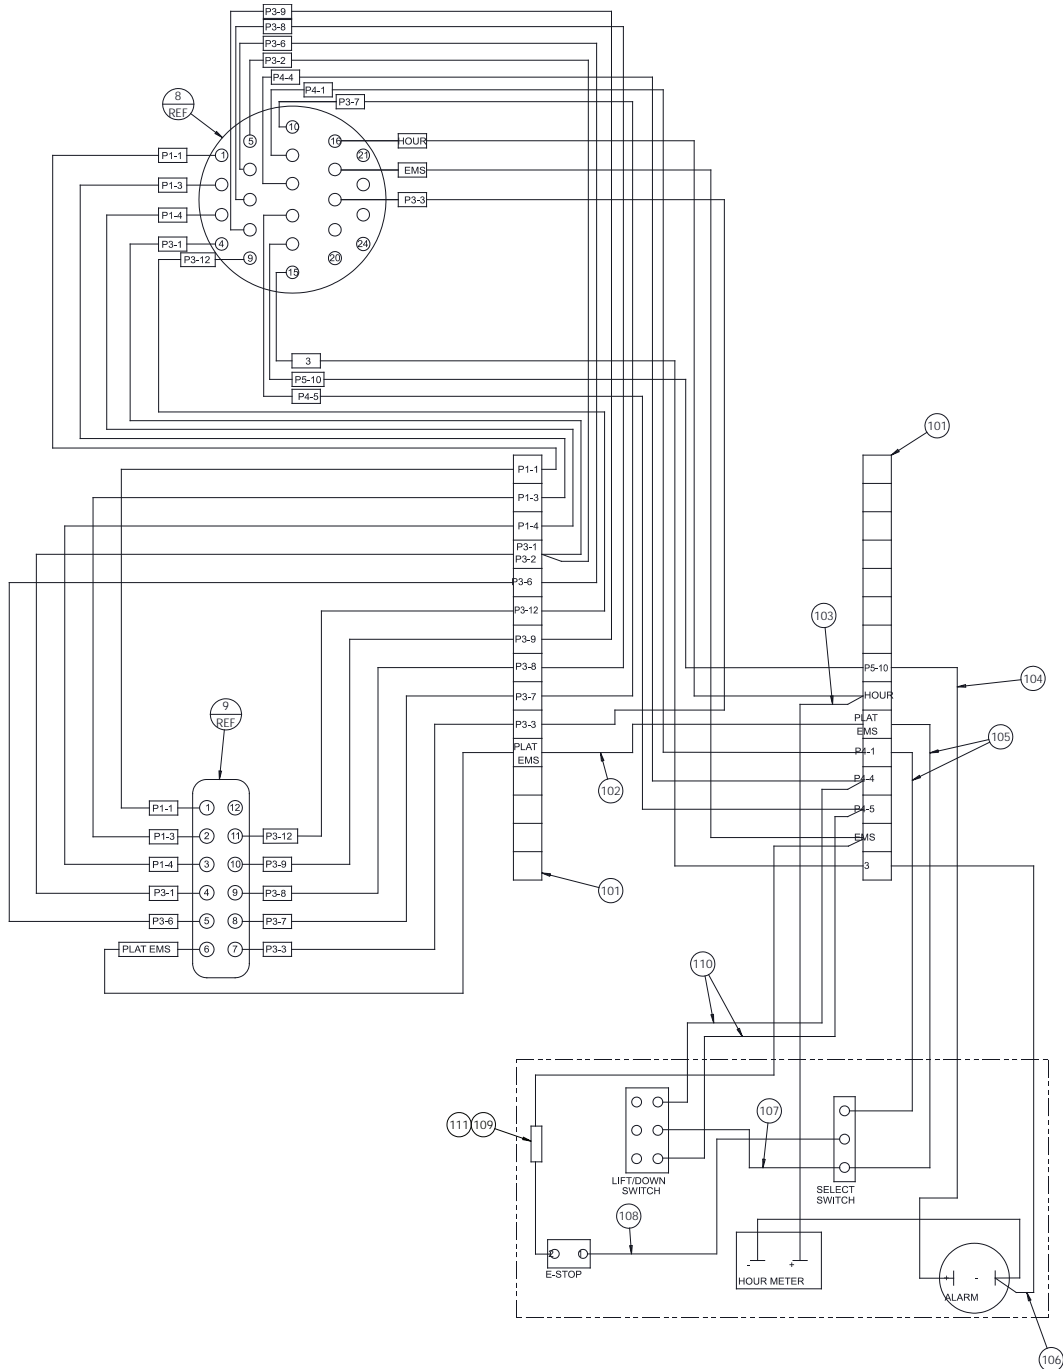 P3-9
P3-8
P3-6
P3-2
P4-4
P4-1
P3-7
8
REF
10
5
16
HOUR
1
21
P1-1
EMS
P1-3
P3-3
P1-4
P3-1
4
24
P3-12
9
20
15
3
P5-10
P4-5
101
P1-1
P1-3
P1-4
P3-1
P3-2
P3-6
P3-12
103
P3-9
P3-8
P5-10
104
P3-7
HOUR
9
REF
P3-3
PLAT
EMS
105
PLAT
EMS
P4-1
P4-4
102
P1-1
1
12
P4-5
P1-3
2
11
P3-12
EMS
P1-4
3
10
P3-9
3
P3-1
4
9
P3-8
101
P3-6
5
8
P3-7
PLAT EMS
6
7
P3-3
110
107
111
109
LIFT/DOWN
SWITCH
SELECT
SWITCH
108
2
1
E-STOP
-
+
HOUR METER
+
-
ALARM
106